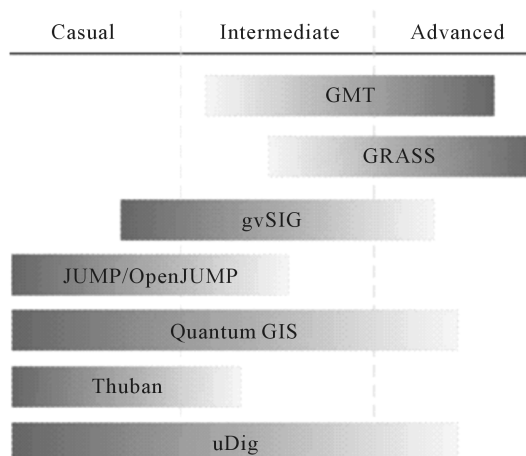 Casual Intermediate Advanced
GMT
GRASS
gvSIG
JUMP/OpenJUMP
Quantum GIS
Thuban
uDig